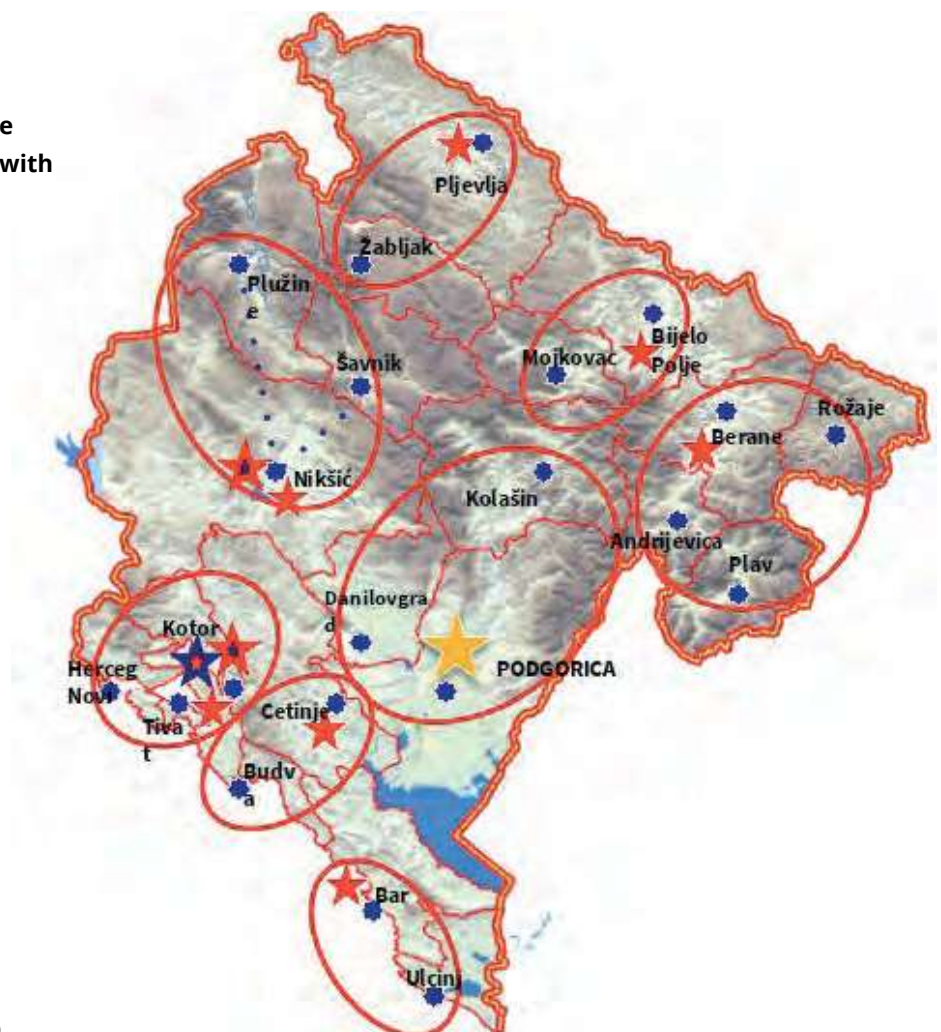 e
with
Pljevlja
Žabljak
Plužin
e
Šavnik
Bijelo
Polje
Mojkovac
Rožaje
Berane
Nikšić
Kolašin
Andrijevica
Plav
Danilovgra
d
Kotor
PODGORICA
Herceg
Novi
Tiva
t
Cetinje
Budv
a
Bar
Ulcinj